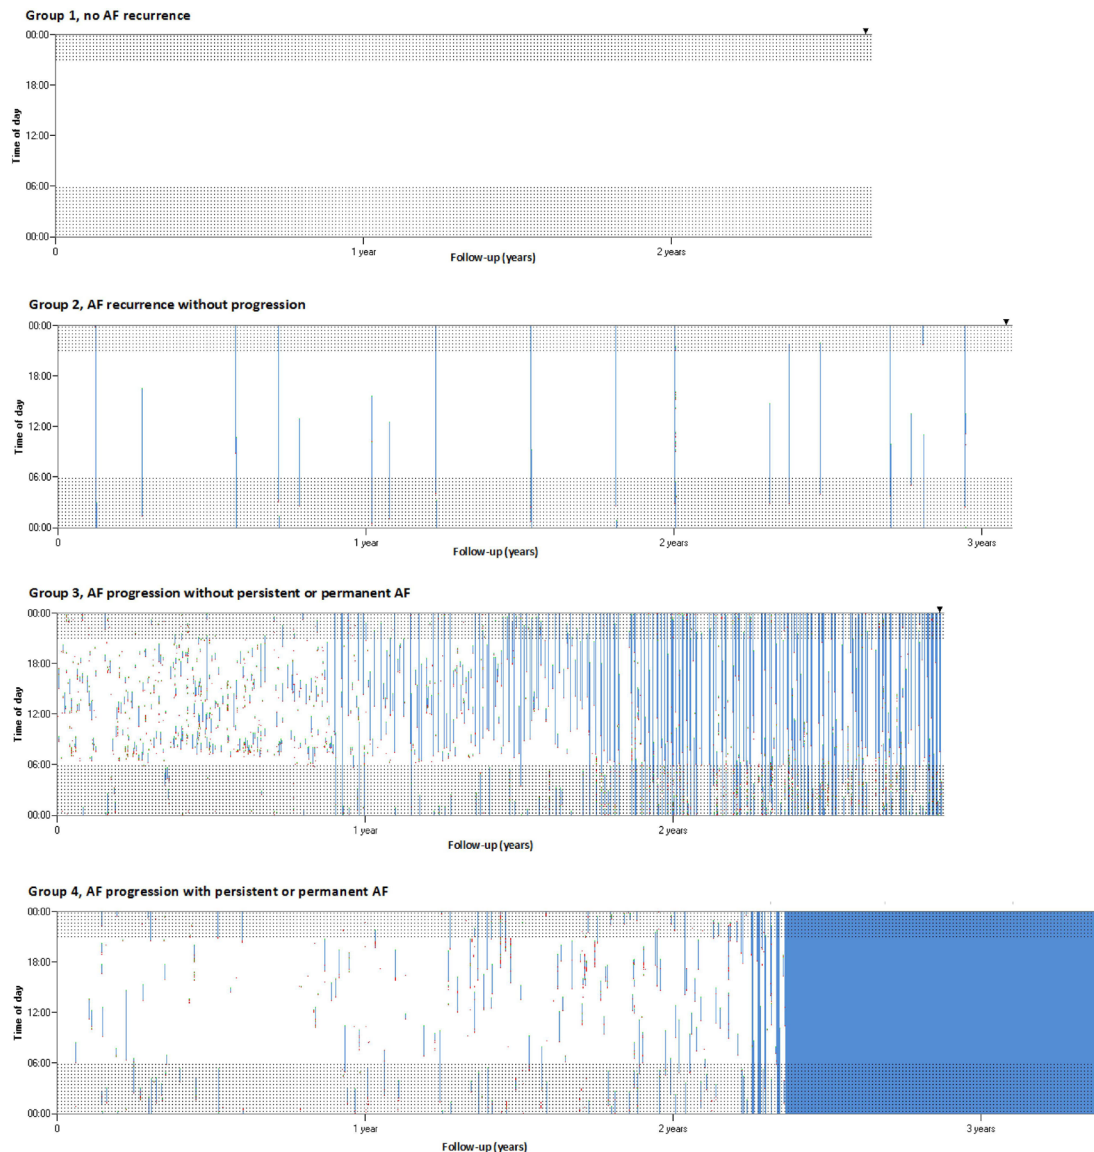 Group 1, no AF recurrence
00:00
18:00
12:00
06:00
00:00
Time of day
0 1 year 2 years
Follow-up (years)
Group 2, AF recurrence without progression
00:00
18:00
12:00
06:00
00:00
Time of day
0 1 year 2 years 3 years
Follow-up (years)
Group 3, AF progression without persistent or permanent AF
00:00
18:00
12:00
06:00
00:00
Time of day
0 1 year 2 years
Follow-up (years)
Group 4, AF progression with persistent or permanent AF
00:00
18:00
12:00
06:00
00:00
Time of day
0 1 year 2 years 3 years
Follow-up (years)